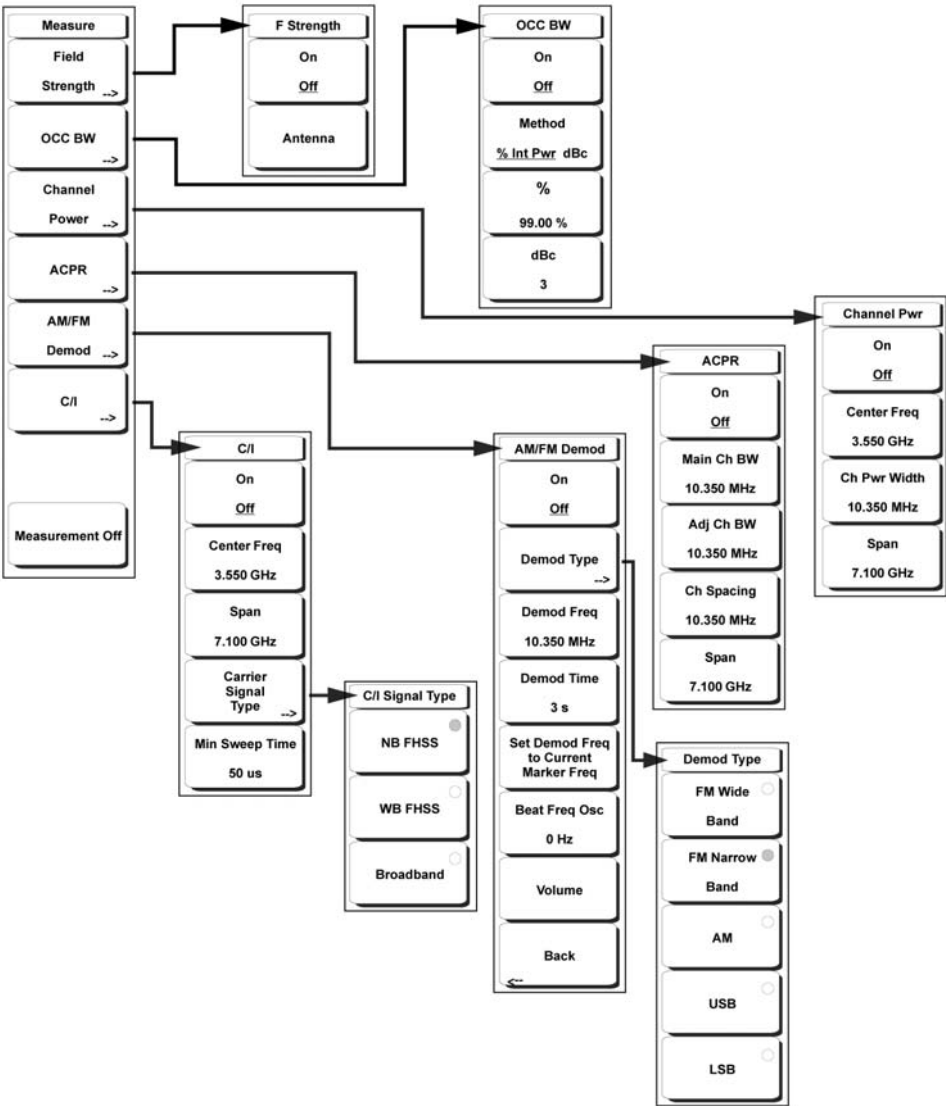 Measure
Field
Strength -->
OCC BW
-->
Channel
Power -->
ACPR
-->
AM/FM
Demod -->
C/I
-->
Measurement Off
F Strength
On
Off
Antenna
OCC BW
On
Off
Method
% Int Pwr dBc
%
99.00 %
dBc
3
Channel Pwr
On
Off
Center Freq
3.550 GHz
Ch Pwr Width
10.350 MHz
Span
7.100 GHz
ACPR
On
Off
Main Ch BW
10.350 MHz
Adj Ch BW
10.350 MHz
Ch Spacing
10.350 MHz
Span
7.100 GHz
AM/FM Demod
On
Off
Demod Type
-->
Demod Freq
10.350 MHz
Demod Time
3 s
Set Demod Freq
to Current
Marker Freq
Beat Freq Osc
0 Hz
Volume
Back
<--
C/I
On
Off
Center Freq
3.550 GHz
Span
7.100 GHz
Carrier
Signal
Type -->
Min Sweep Time
50 us
C/I Signal Type
NB FHSS
WB FHSS
Broadband
Demod Type
FM Wide
Band
FM Narrow
Band
AM
USB
LSB